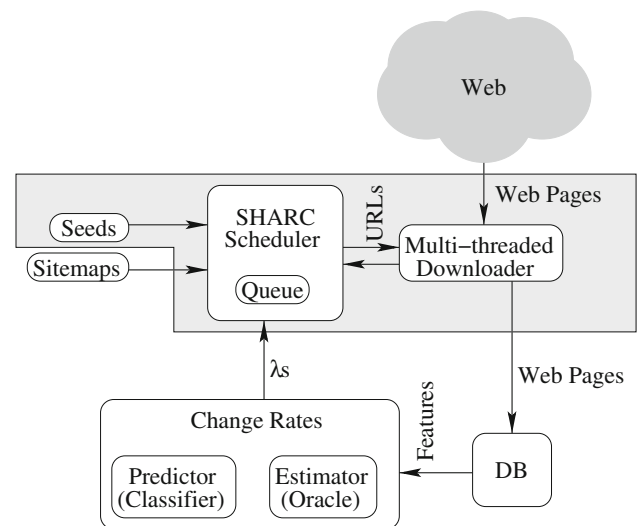 Web
Web Pages
URLs
SHARC
Scheduler
Seeds
Multi−threaded
Downloader
Sitemaps
Queue
λs
Web Pages
Change Rates
Features
Predictor
(Classifier)
Estimator
(Oracle)
DB